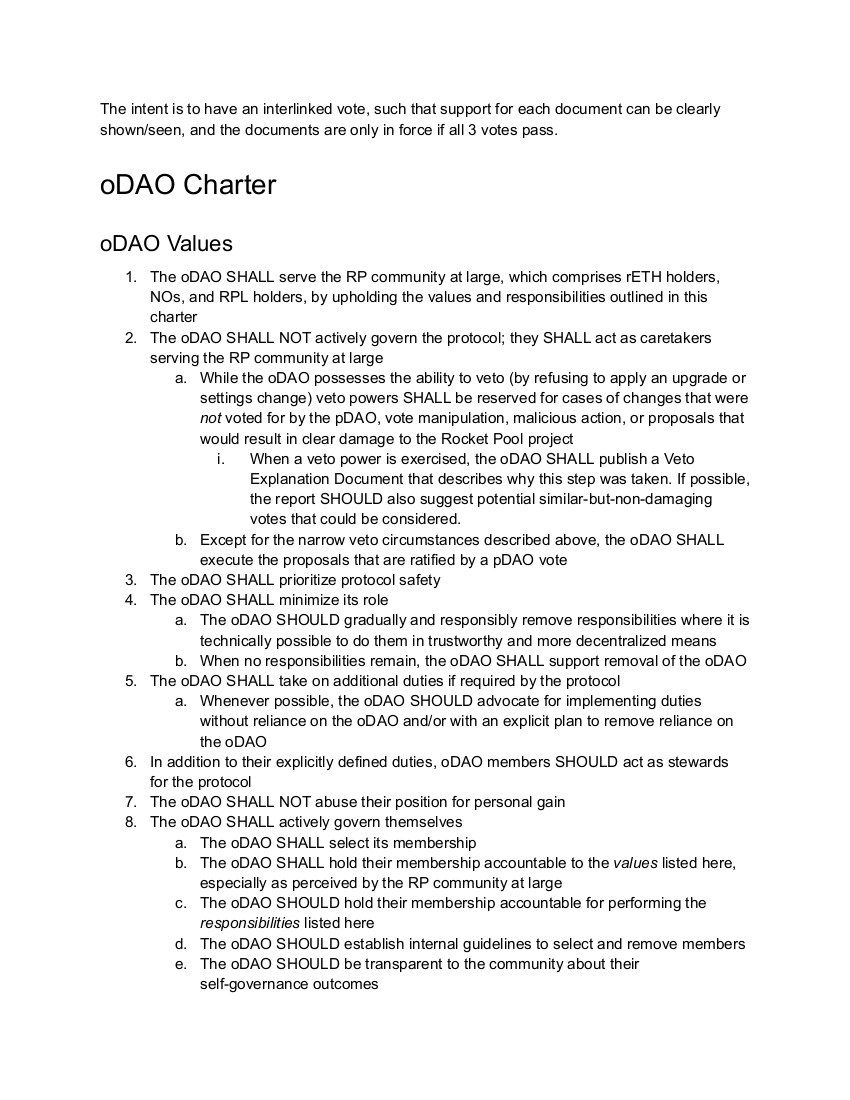 The intent is to have an interlinked vote, such that support for each document can be clearly
shown/seen, and the documents are only in force if all 3 votes pass.
oDAO Charter
oDAO Values
1. The oDAO SHALL serve the RP community at large, which comprises rETH holders,
NOs, and RPL holders, by upholding the values and responsibilities outlined in this
charter
2. The oDAO SHALL NOT actively govern the protocol; they SHALL act as caretakers
serving the RP community at large
a. While the oDAO possesses the ability to veto (by refusing to apply an upgrade or
settings change) veto powers SHALL be reserved for cases of changes that were
not voted for by the pDAO, vote manipulation, malicious action, or proposals that
would result in clear damage to the Rocket Pool project
i. When a veto power is exercised, the oDAO SHALL publish a Veto
Explanation Document that describes why this step was taken. If possible,
the report SHOULD also suggest potential similar-but-non-damaging
votes that could be considered.
b. Except for the narrow veto circumstances described above, the oDAO SHALL
execute the proposals that are ratified by a pDAO vote
3. The oDAO SHALL prioritize protocol safety
4. The oDAO SHALL minimize its role
a. The oDAO SHOULD gradually and responsibly remove responsibilities where it is
technically possible to do them in trustworthy and more decentralized means
b. When no responsibilities remain, the oDAO SHALL support removal of the oDAO
5. The oDAO SHALL take on additional duties if required by the protocol
a. Whenever possible, the oDAO SHOULD advocate for implementing duties
without reliance on the oDAO and/or with an explicit plan to remove reliance on
the oDAO
6. In addition to their explicitly defined duties, oDAO members SHOULD act as stewards
for the protocol
7. The oDAO SHALL NOT abuse their position for personal gain
8. The oDAO SHALL actively govern themselves
a. The oDAO SHALL select its membership
b. The oDAO SHALL hold their membership accountable to the values listed here,
especially as perceived by the RP community at large
c. The oDAO SHOULD hold their membership accountable for performing the
responsibilities listed here
d. The oDAO SHOULD establish internal guidelines to select and remove members
e. The oDAO SHOULD be transparent to the community about their
self-governance outcomes